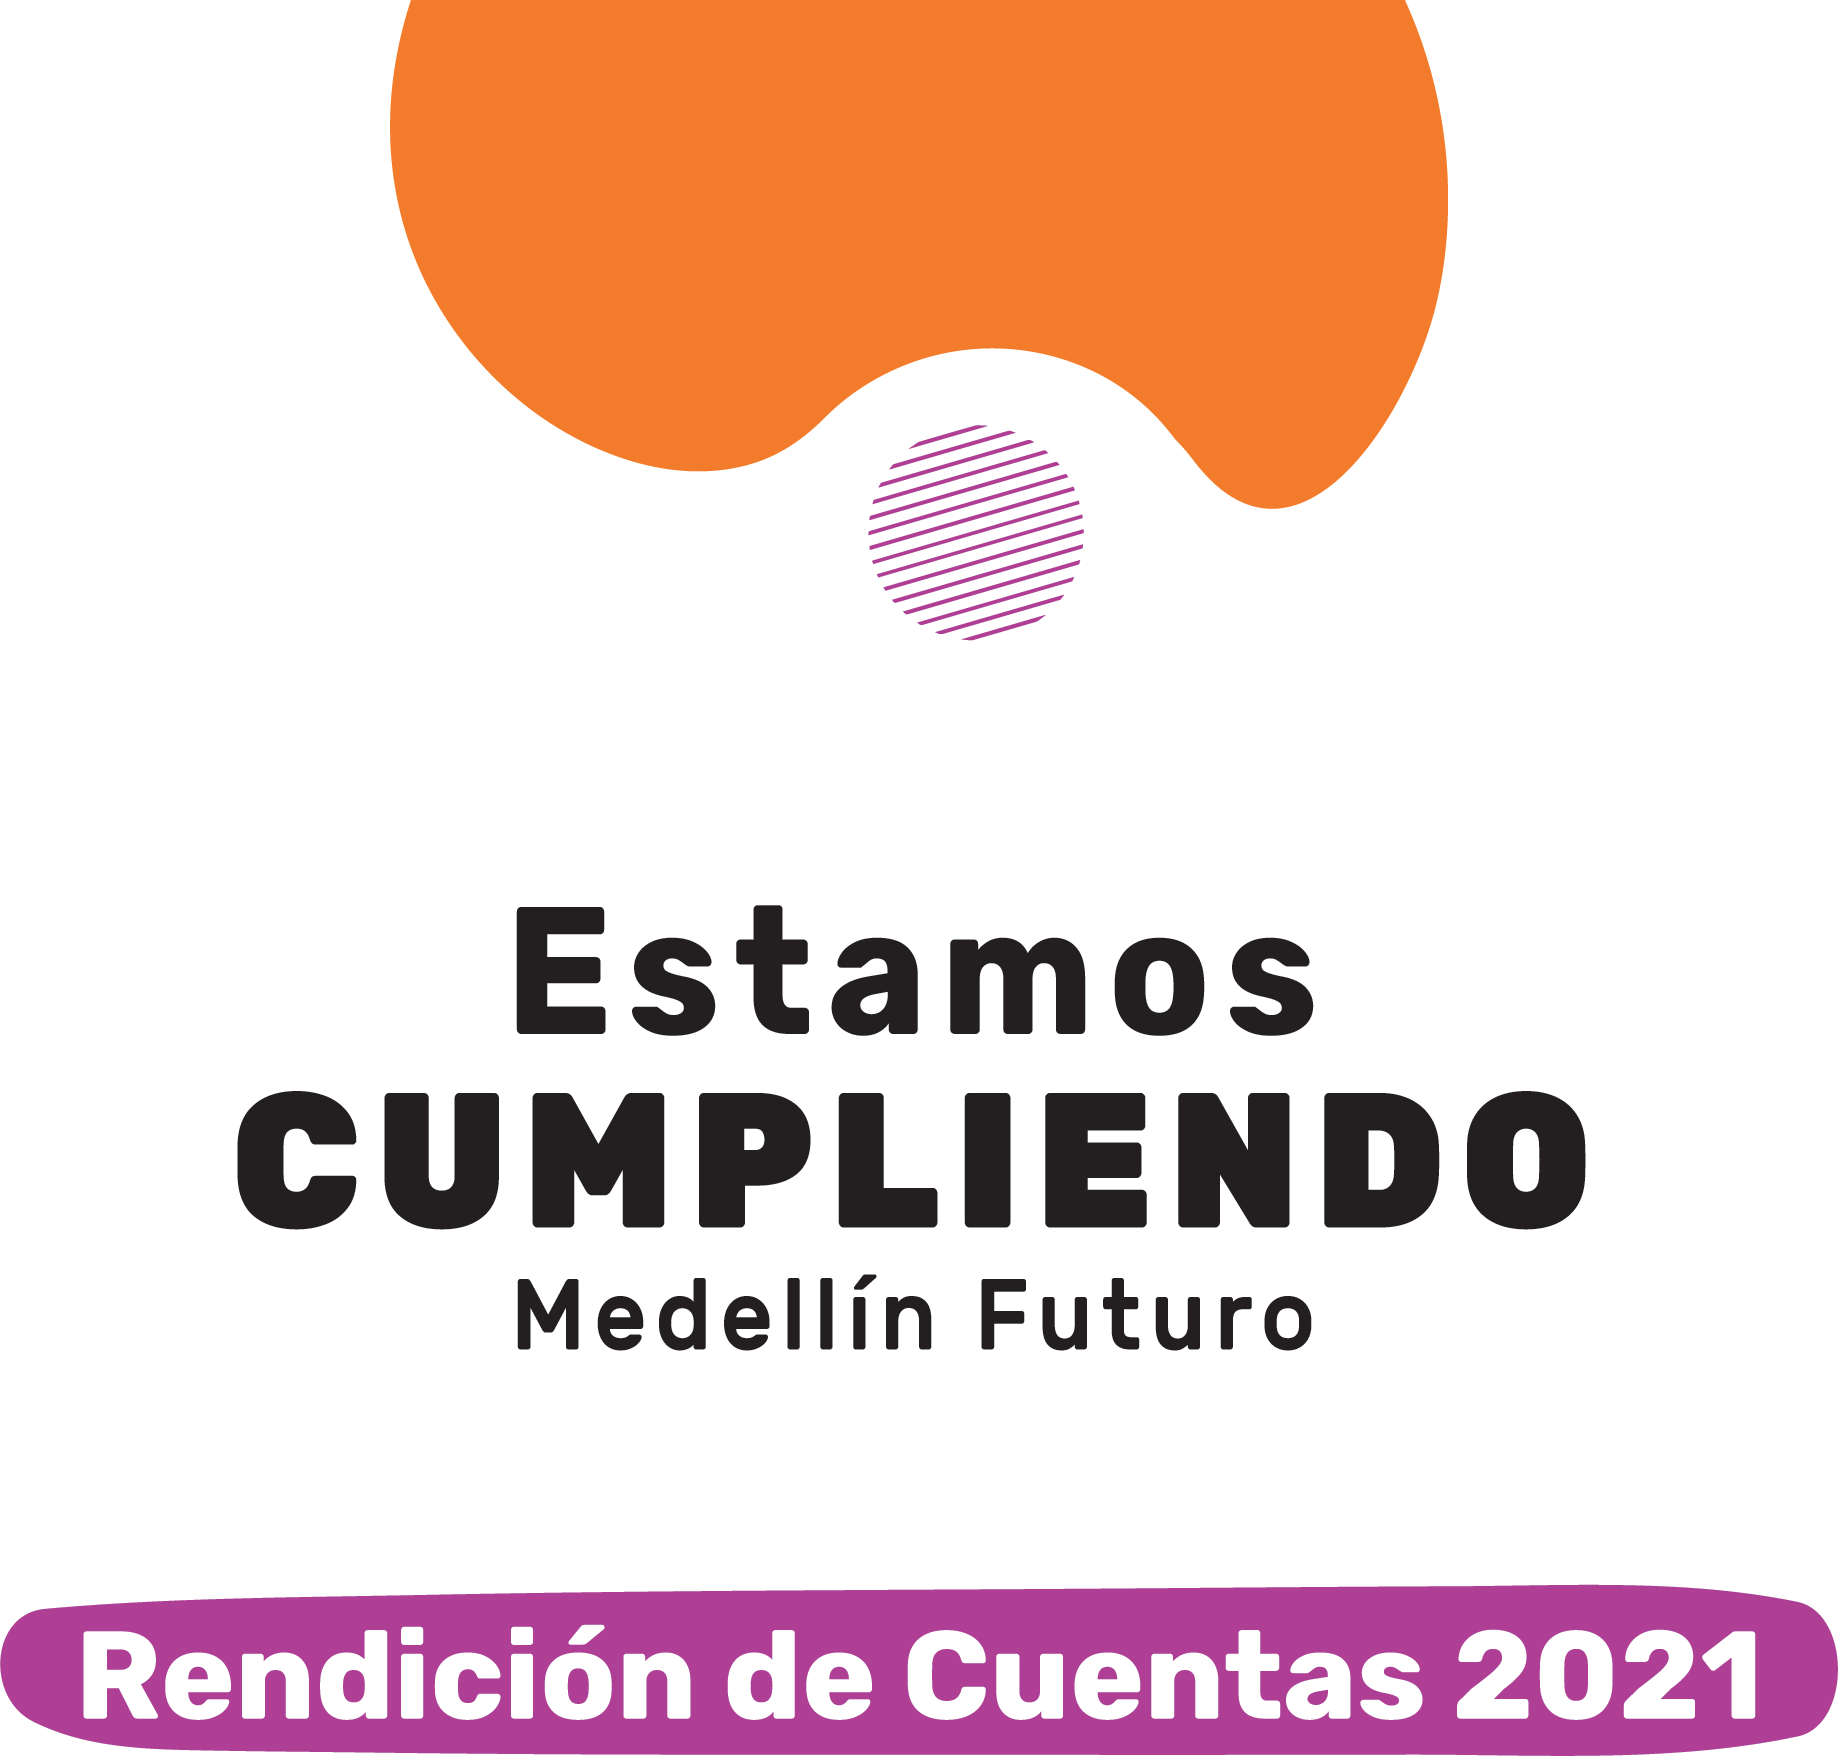 Estamos
CUMPLIENDO
Medellín Futuro
Rendición de Cuentas 2021